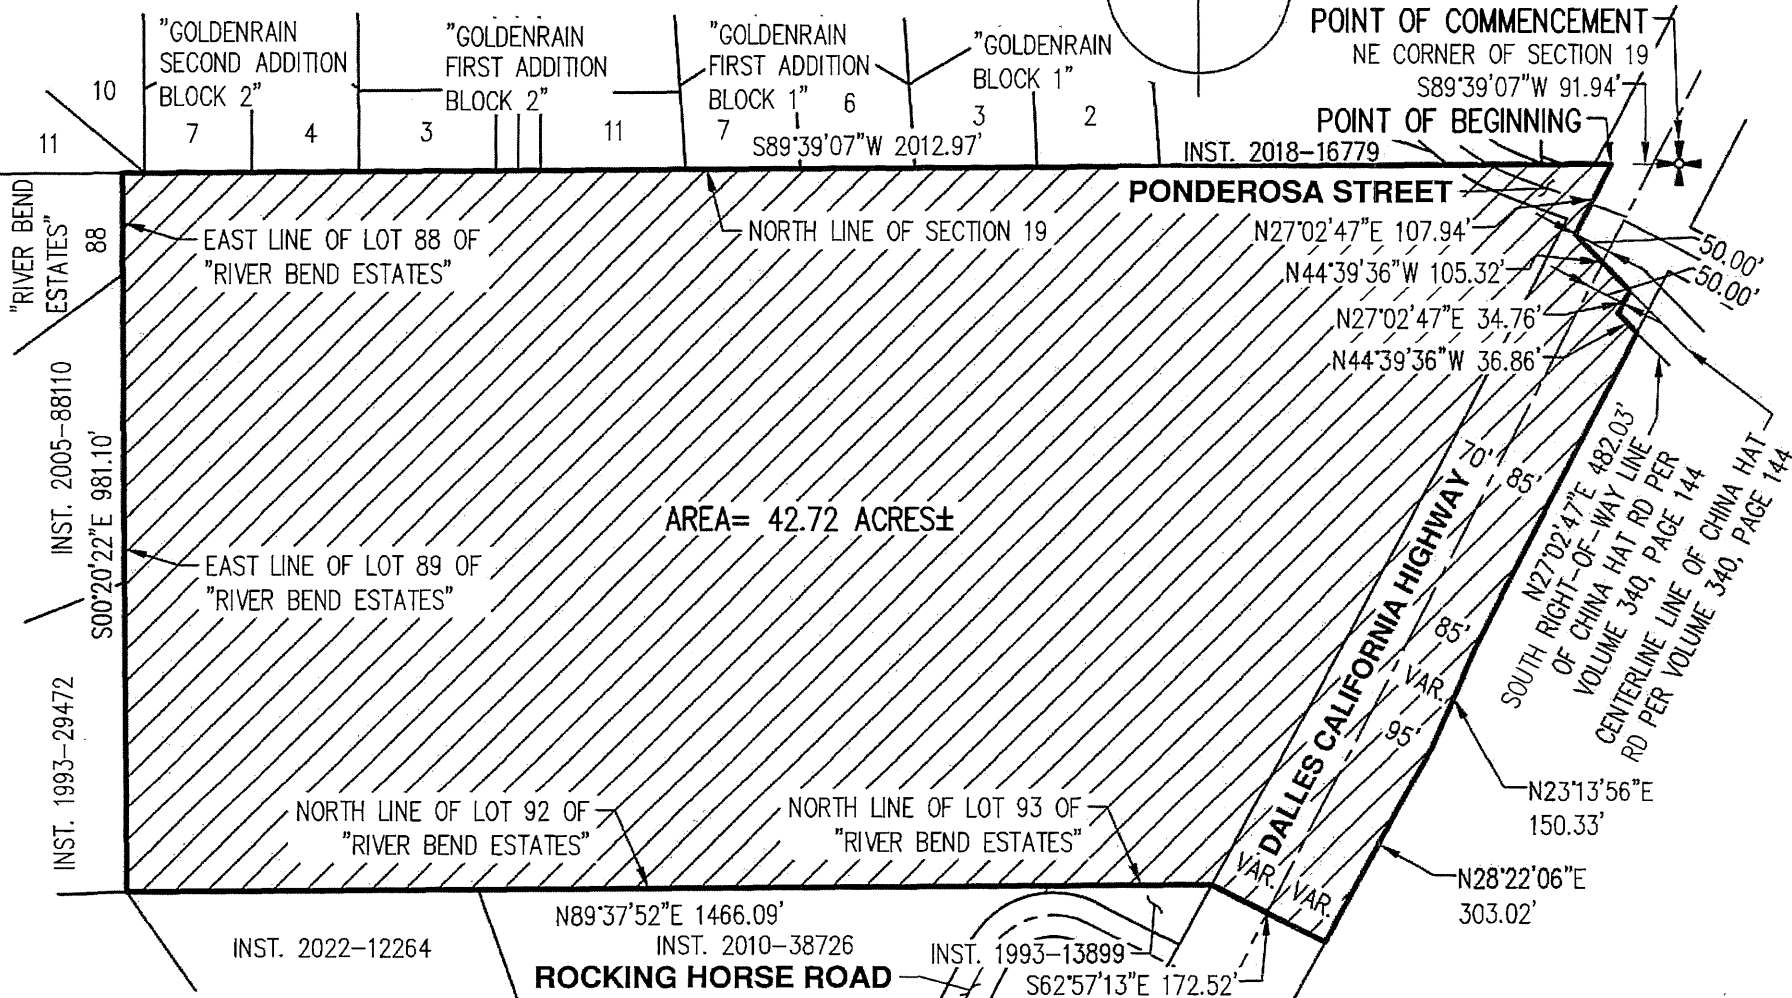 "GOLDENRAIN
SECOND ADDITION
BLOCK 2"
"GOLDENRAIN
FIRST ADDITION
BLOCK 2"
"GOLDENRAIN
FIRST ADDITION
BLOCK 1"
"GOLDENRAIN
BLOCK 1"
POINT OF COMMENCEMENT
NE CORNER OF SECTION 19
S89°39'07"W 91.94'
POINT OF BEGINNING
10
11
7
4
3
11
7
6
3
2
S89°39'07"W 2012.97'
INST. 2018-16779
PONDEROSA STREET
"RIVER BEND
ESTATES"
88
EAST LINE OF LOT 88 OF
"RIVER BEND ESTATES"
NORTH LINE OF SECTION 19
N27°02'47"E 107.94'
N44°39'36"W 105.32'
N27°02'47"E 34.76'
N44°39'36"W 36.86'
50.00'
50.00'
INST. 2005-88110
S00°20'22"E 981.10'
AREA= 42.72 ACRES±
70'
85'
DALLES CALIFORNIA HIGHWAY
N27°02'47"E 482.03'
SOUTH RIGHT-OF-WAY LINE
OF CHINA HAT RD PER
VOLUME 340, PAGE 144
CENTERLINE LINE OF CHINA HAT
RD PER VOLUME 340, PAGE 144
EAST LINE OF LOT 89 OF
"RIVER BEND ESTATES"
85'
VAR.
95'
INST. 1993-29472
N23°13'56"E
150.33'
NORTH LINE OF LOT 92 OF
"RIVER BEND ESTATES"
NORTH LINE OF LOT 93 OF
"RIVER BEND ESTATES"
VAR.
VAR.
N28°22'06"E
303.02'
N89°37'52"E 1466.09'
INST. 2022-12264
INST. 2010-38726
INST. 1993-13899
ROCKING HORSE ROAD
S62°57'13"E 172.52'